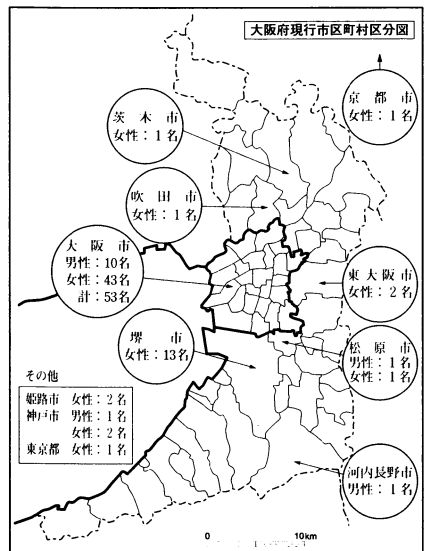 大阪府現行市区町村区分図
京都市
女性：1名
茨木市
女性：1名
吹田市
女性：1名
大阪市
男性：10名
女性：43名
計：53名
東大阪市
女性：2名
堺市
女性：13名
松原市
男性：1名
女性：1名
その他
姫路市 女性：2名
神戸市 男性：1名
女性：2名
東京都 女性：1名
河内長野市
男性：1名
0 10km